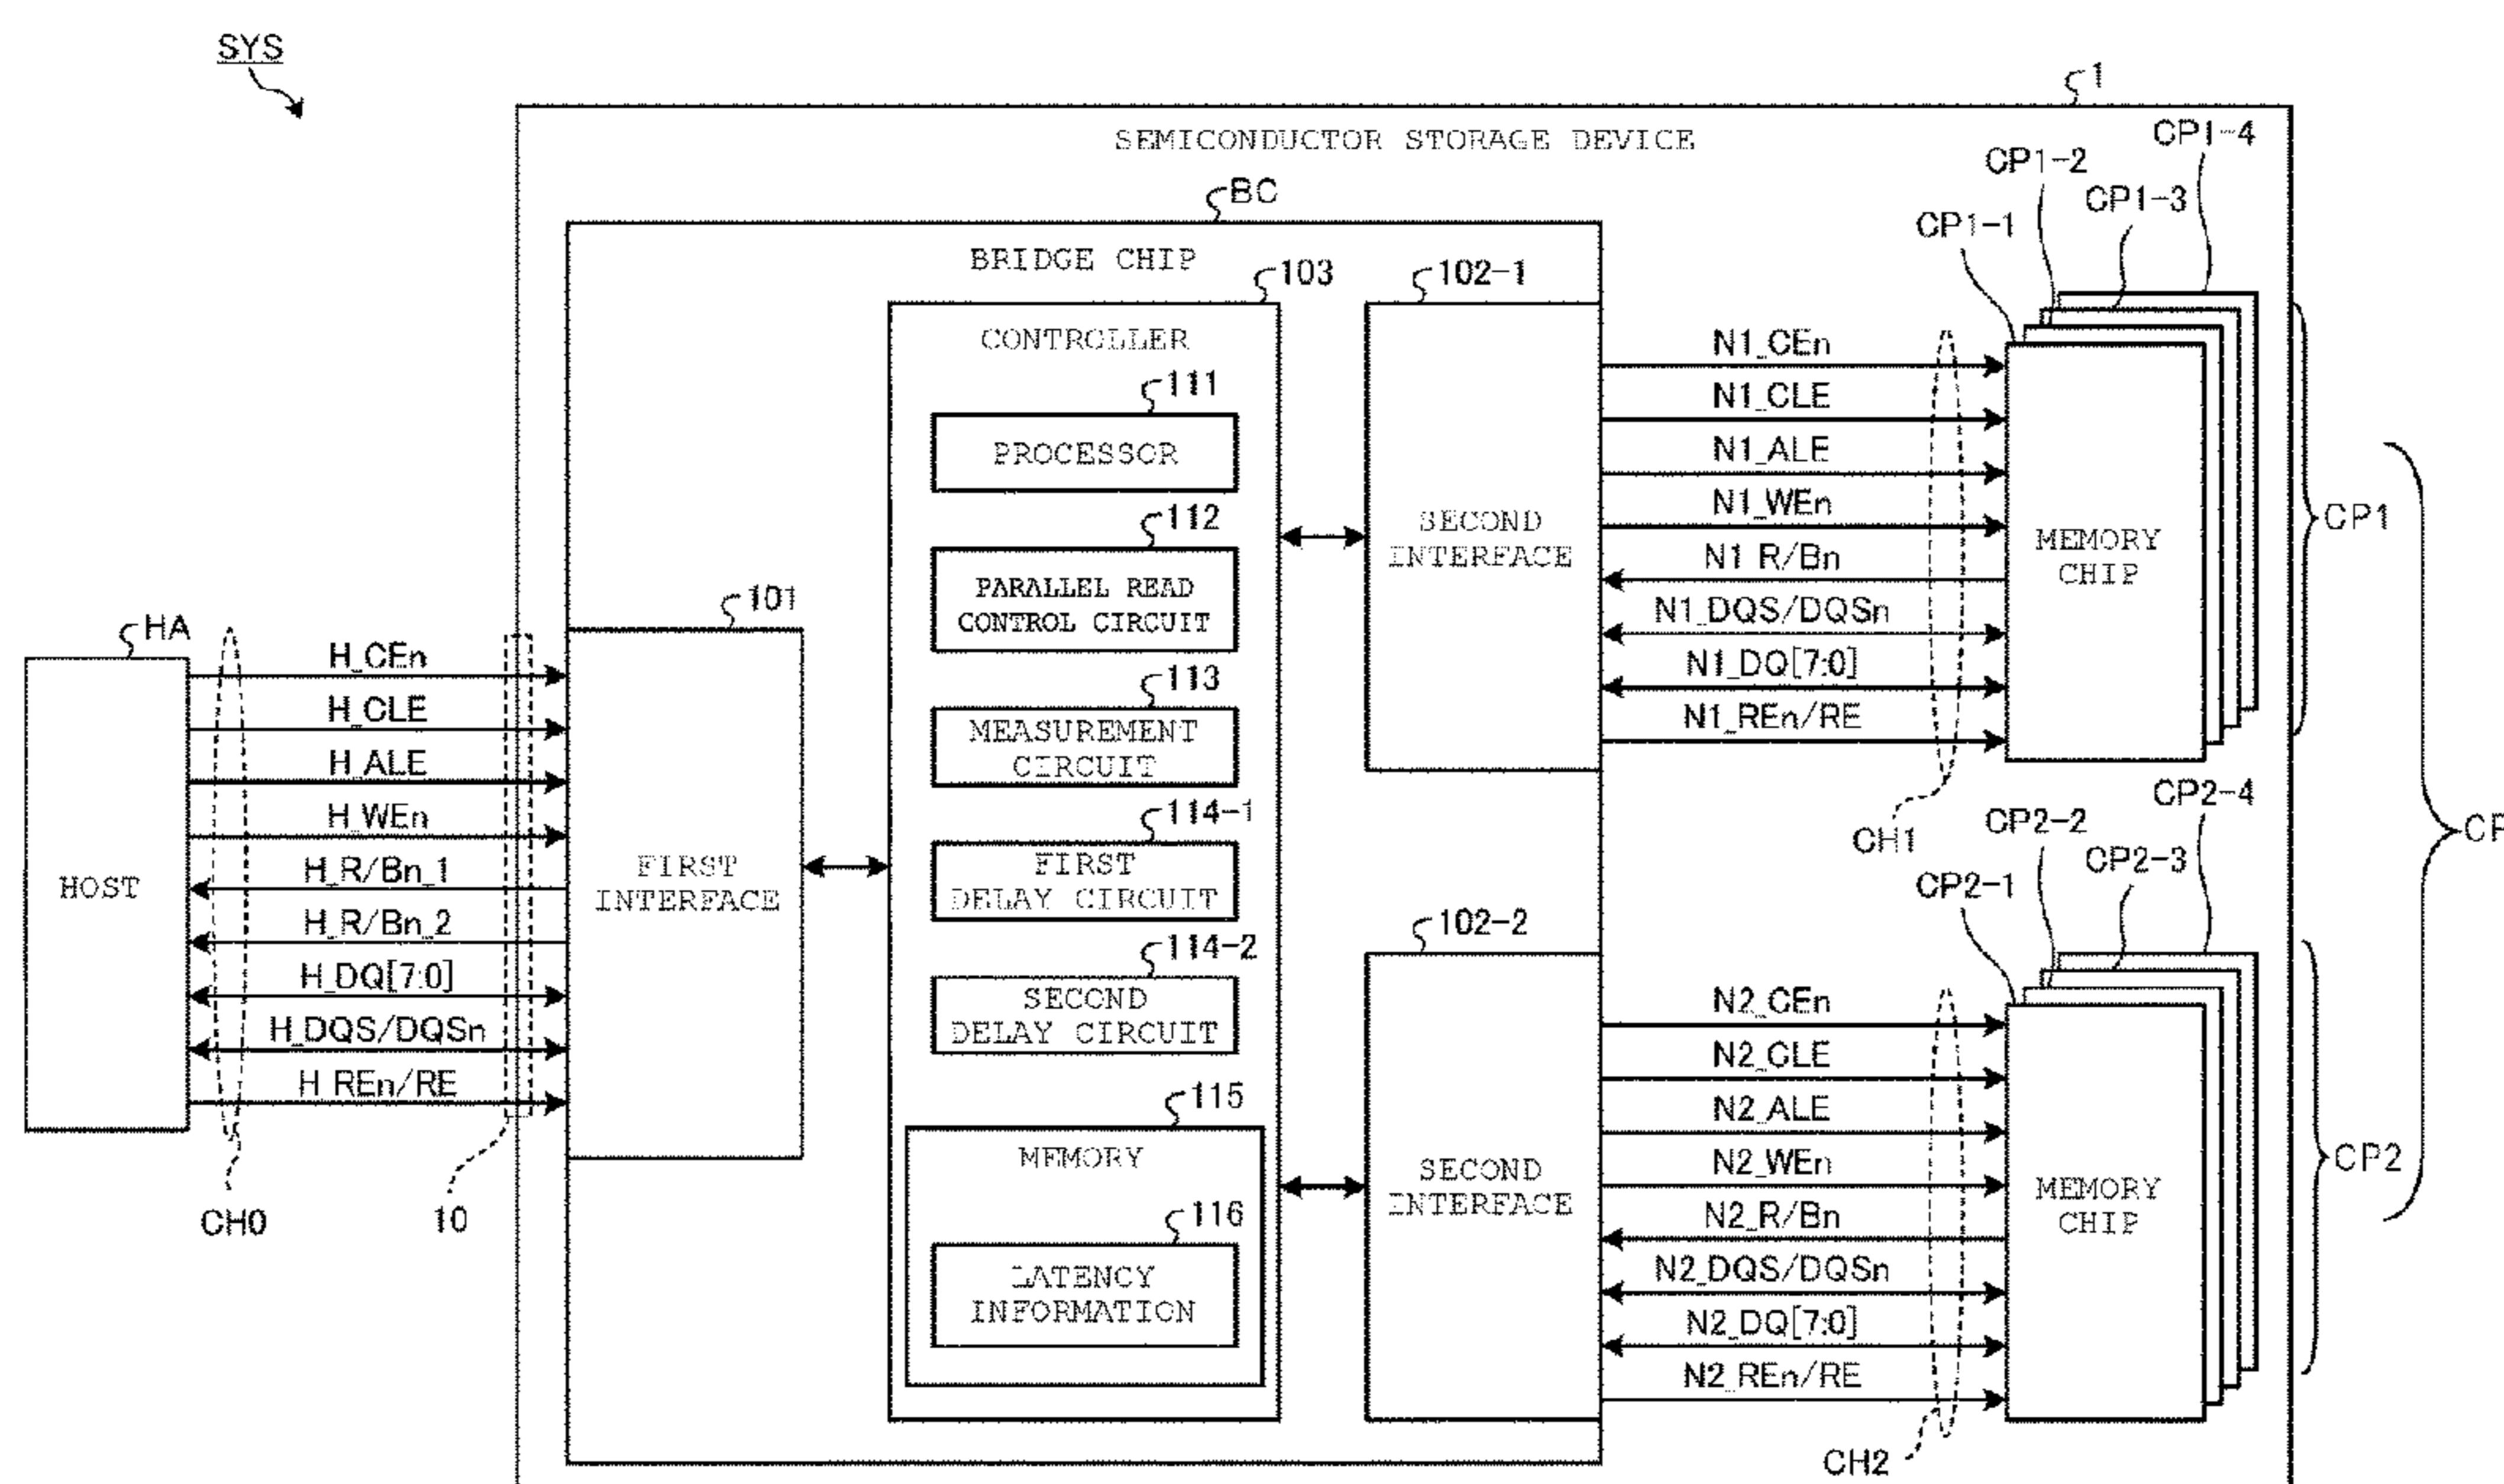 SYS
1
SEMICONDUCTOR STORAGE DEVICE
BC
BRIDGE CHIP
HA
HOST
H_CEn
H_CLE
H_ALE
H_WEn
H_R/Bn_1
H_R/Bn_2
H_DQ[7:0]
H_DQS/DQSn
H_REn/RE
CH0
10
101
FIRST
INTERFACE
103
CONTROLLER
111
PROCESSOR
112
PARALLEL READ
CONTROL CIRCUIT
113
MEASUREMENT
CIRCUIT
114-1
FIRST
DELAY CIRCUIT
114-2
SECOND
DELAY CIRCUIT
115
MEMORY
116
LATENCY
INFORMATION
102-1
SECOND
INTERFACE
N1_CEn
N1_CLE
N1_ALE
N1_WEn
N1_R/Bn
N1_DQS/DQSn
N1_DQ[7:0]
N1_REn/RE
CH1
CP1-1
CP1-2
CP1-3
CP1-4
MEMORY
CHIP
CP1
CP
102-2
SECOND
INTERFACE
N2_CEn
N2_CLE
N2_ALE
N2_WEn
N2_R/Bn
N2_DQS/DQSn
N2_DQ[7:0]
N2_REn/RE
CH2
CP2-1
CP2-2
CP2-3
CP2-4
MEMORY
CHIP
CP2